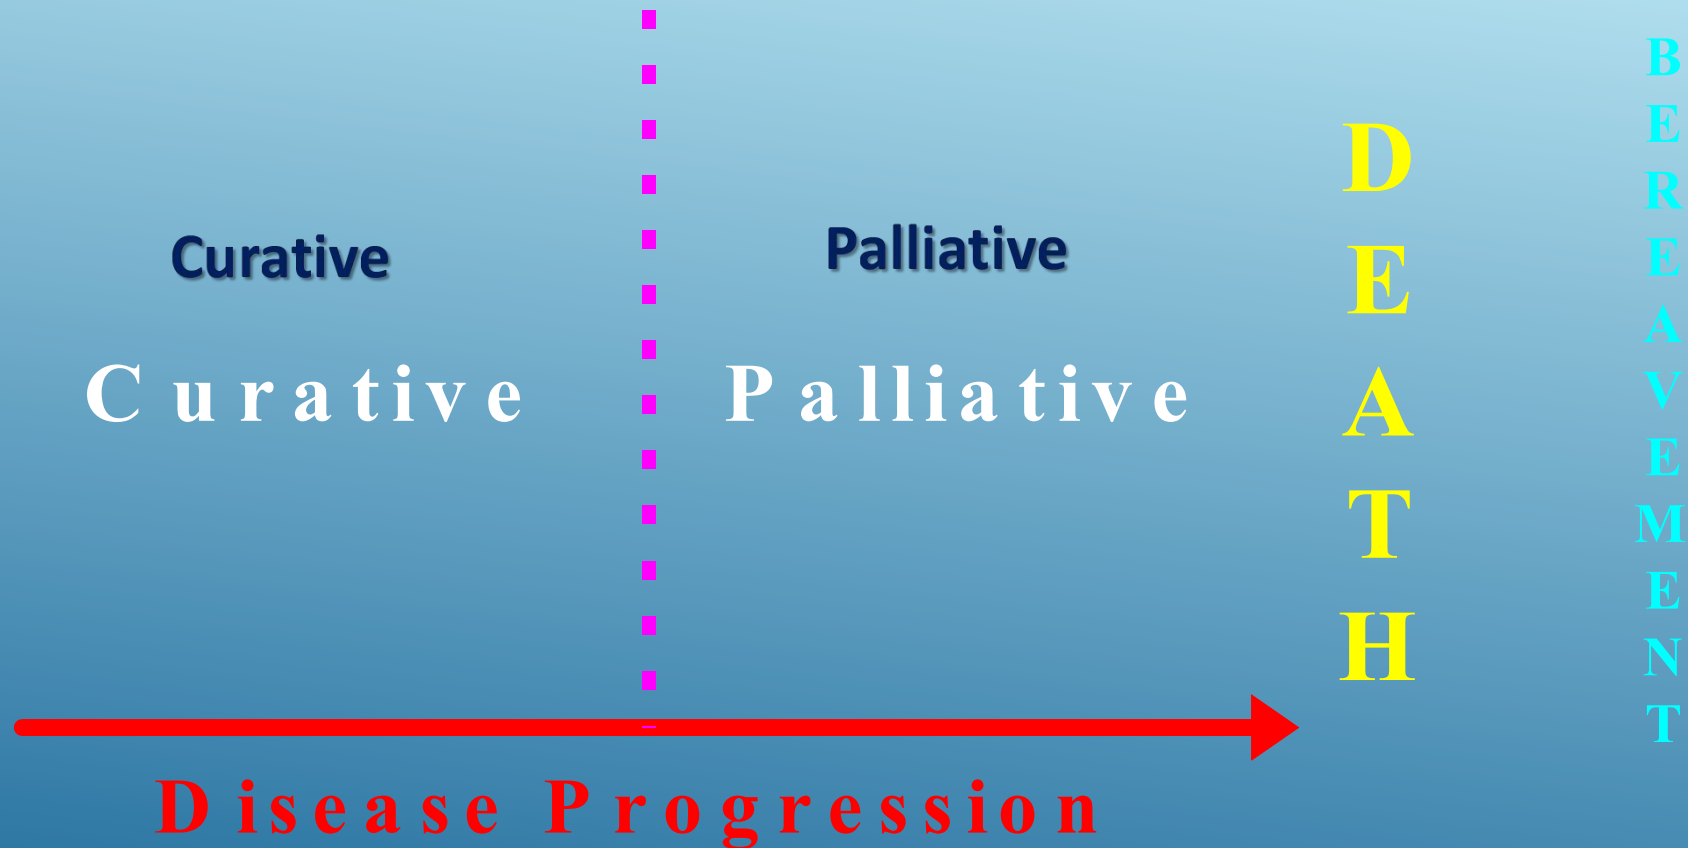 Curative
Palliative
Curative
Palliative
DEATH
BEREAVEMENT
Disease Progression